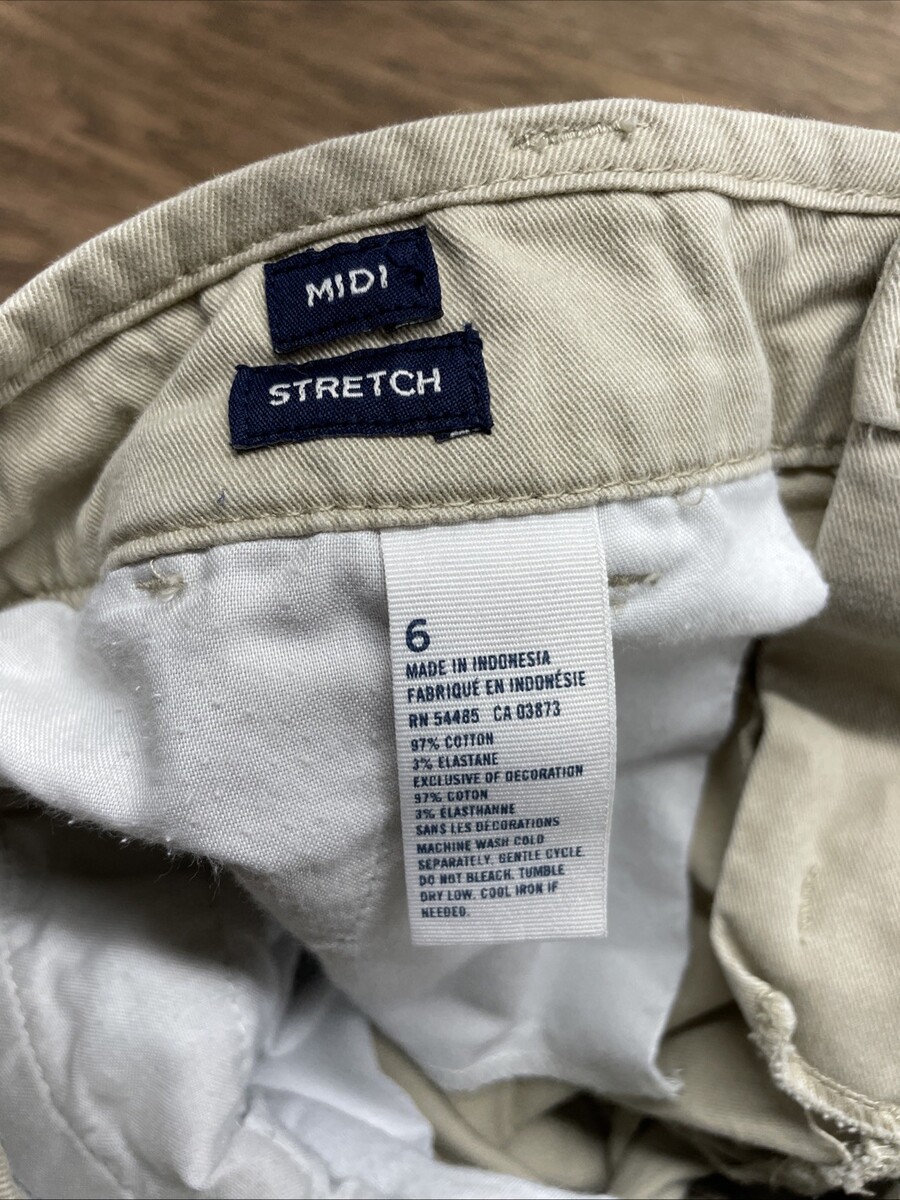 MIDI
STRETCH
6
MADE IN INDONESIA
FABRIQUÉ EN INDONÉSIE
RN 54485 CA 03873
97% COTTON
3% ELASTANE
EXCLUSIVE OF DECORATION
97% COTON
3% ÉLASTHANNE
SANS LES DÉCORATIONS
MACHINE WASH COLD
SEPARATELY. GENTLE CYCLE.
DO NOT BLEACH. TUMBLE
DRY LOW. COOL IRON IF
NEEDED.